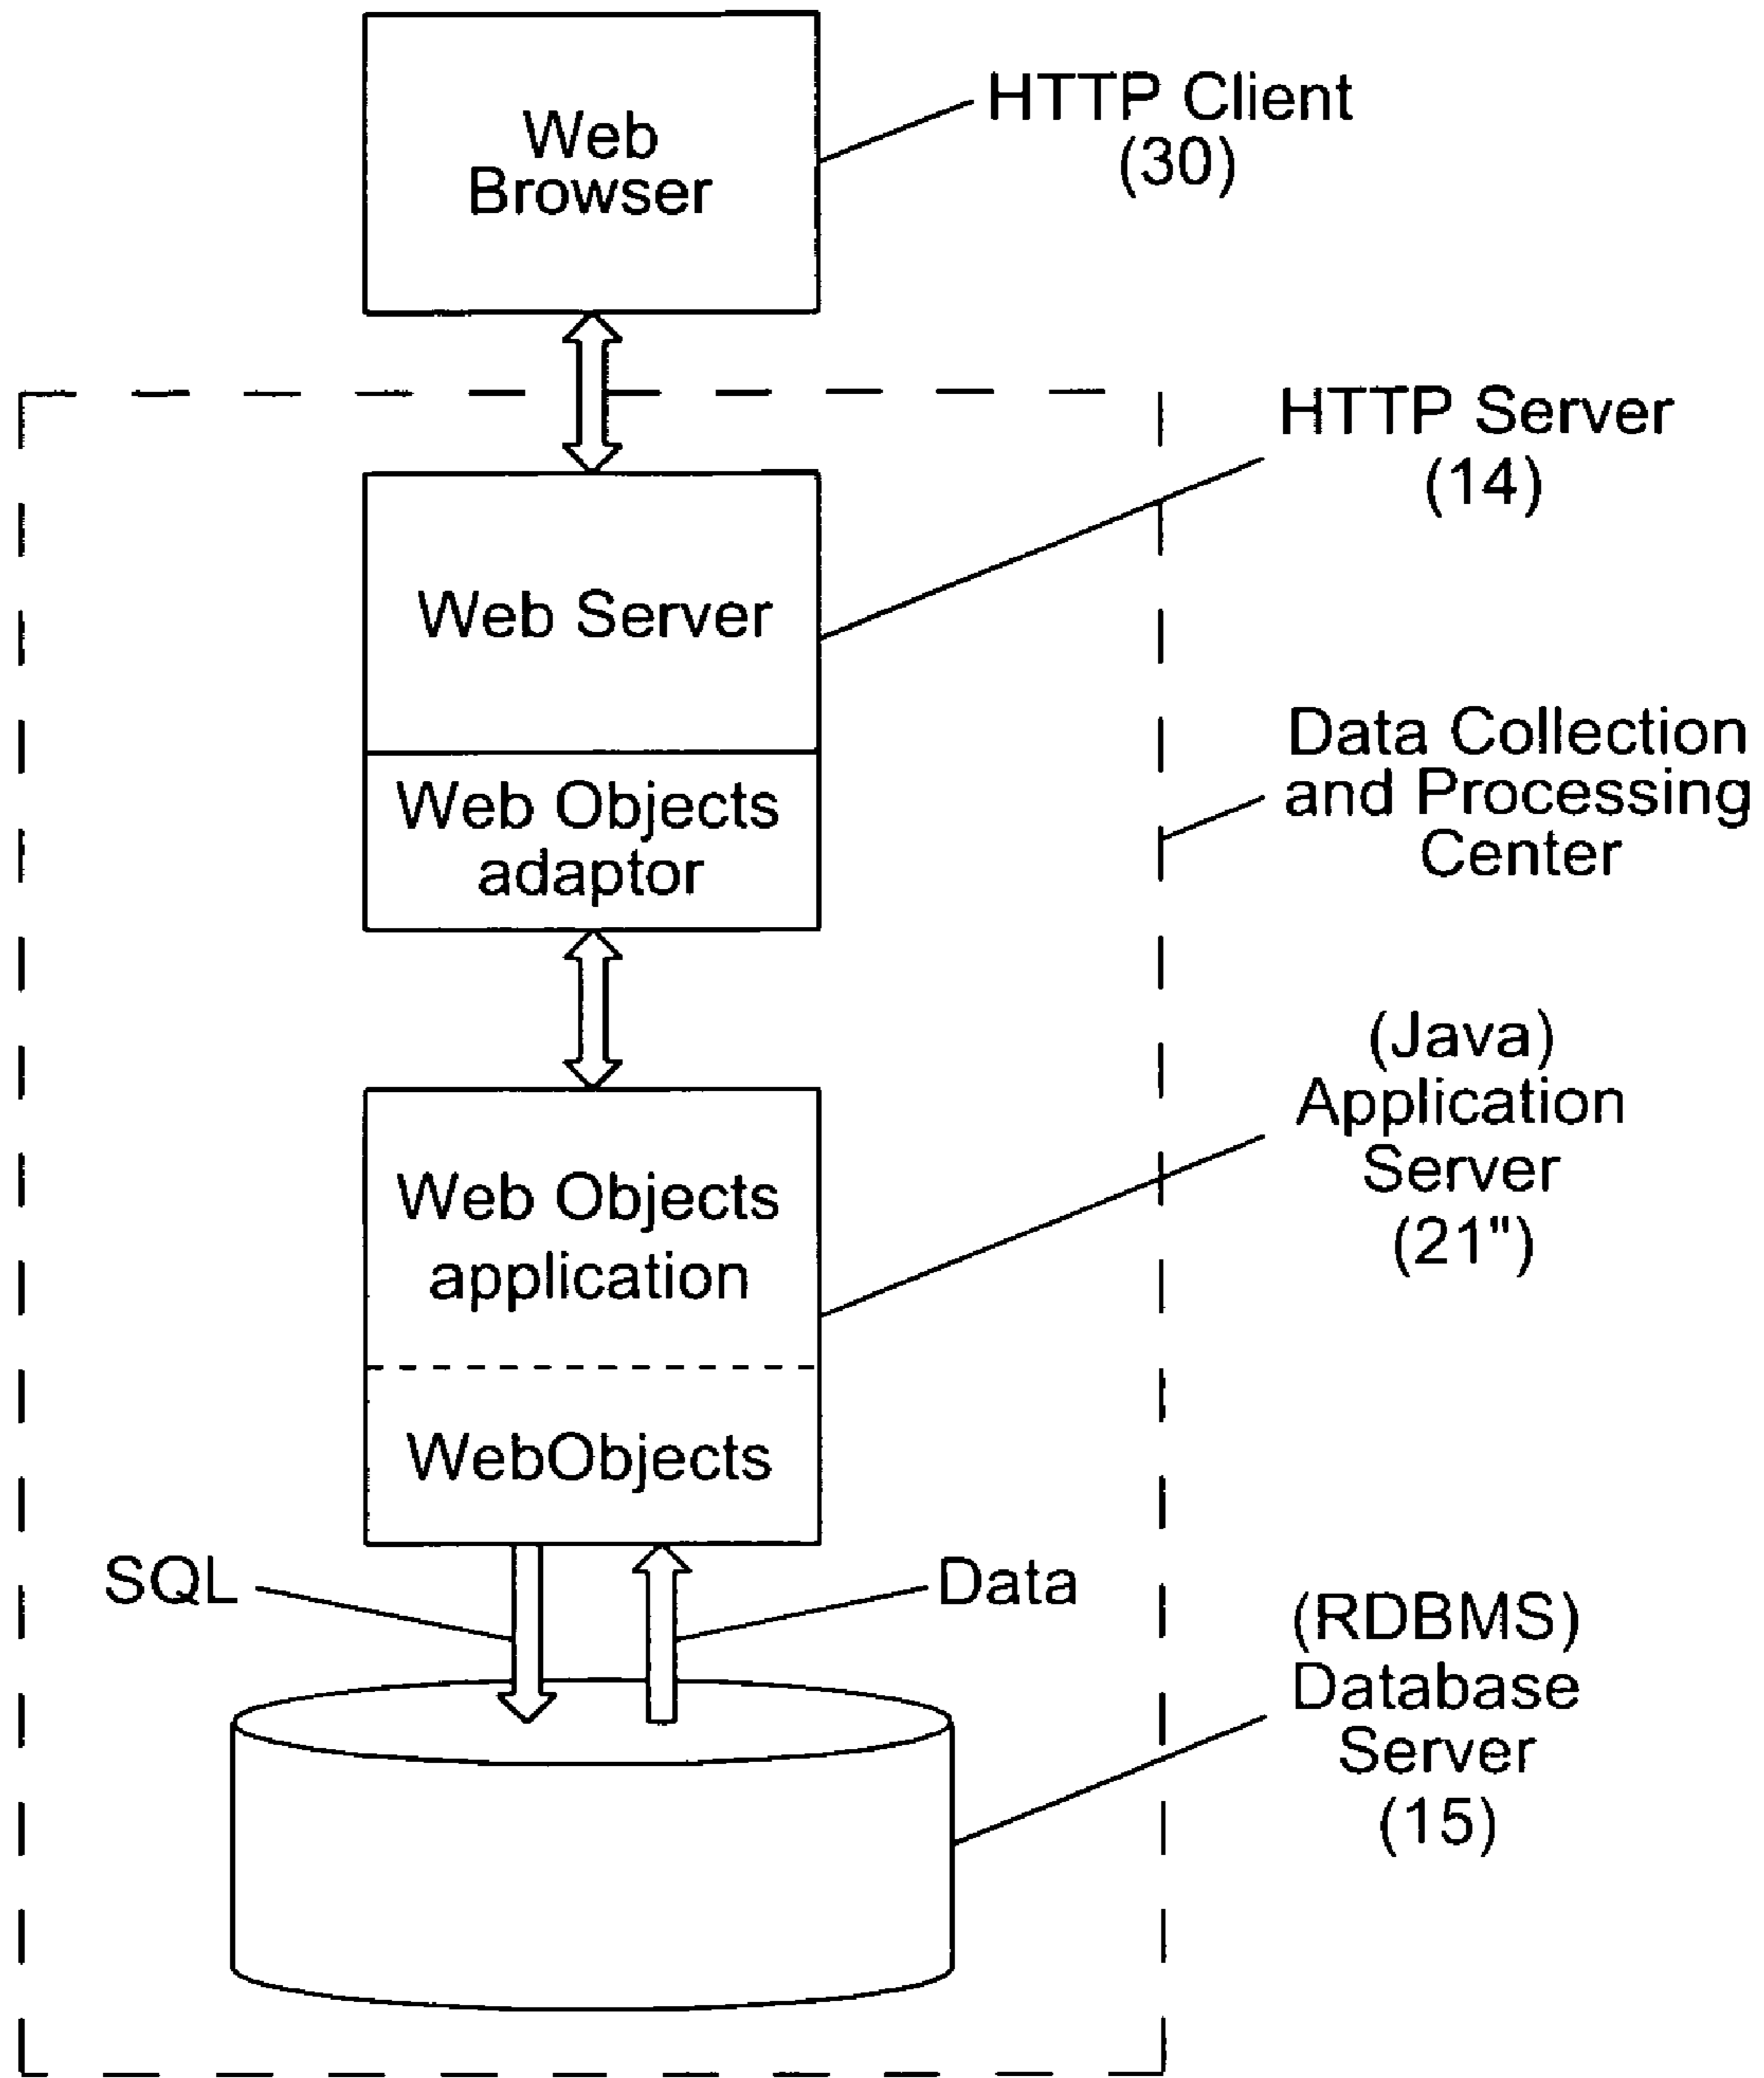 Web
Browser
HTTP Client
(30)
HTTP Server
(14)
Web Server
Data Collection
and Processing
Center
Web Objects
adaptor
(Java)
Application
Server
(21")
Web Objects
application
WebObjects
SQL
Data
(RDBMS)
Database
Server
(15)